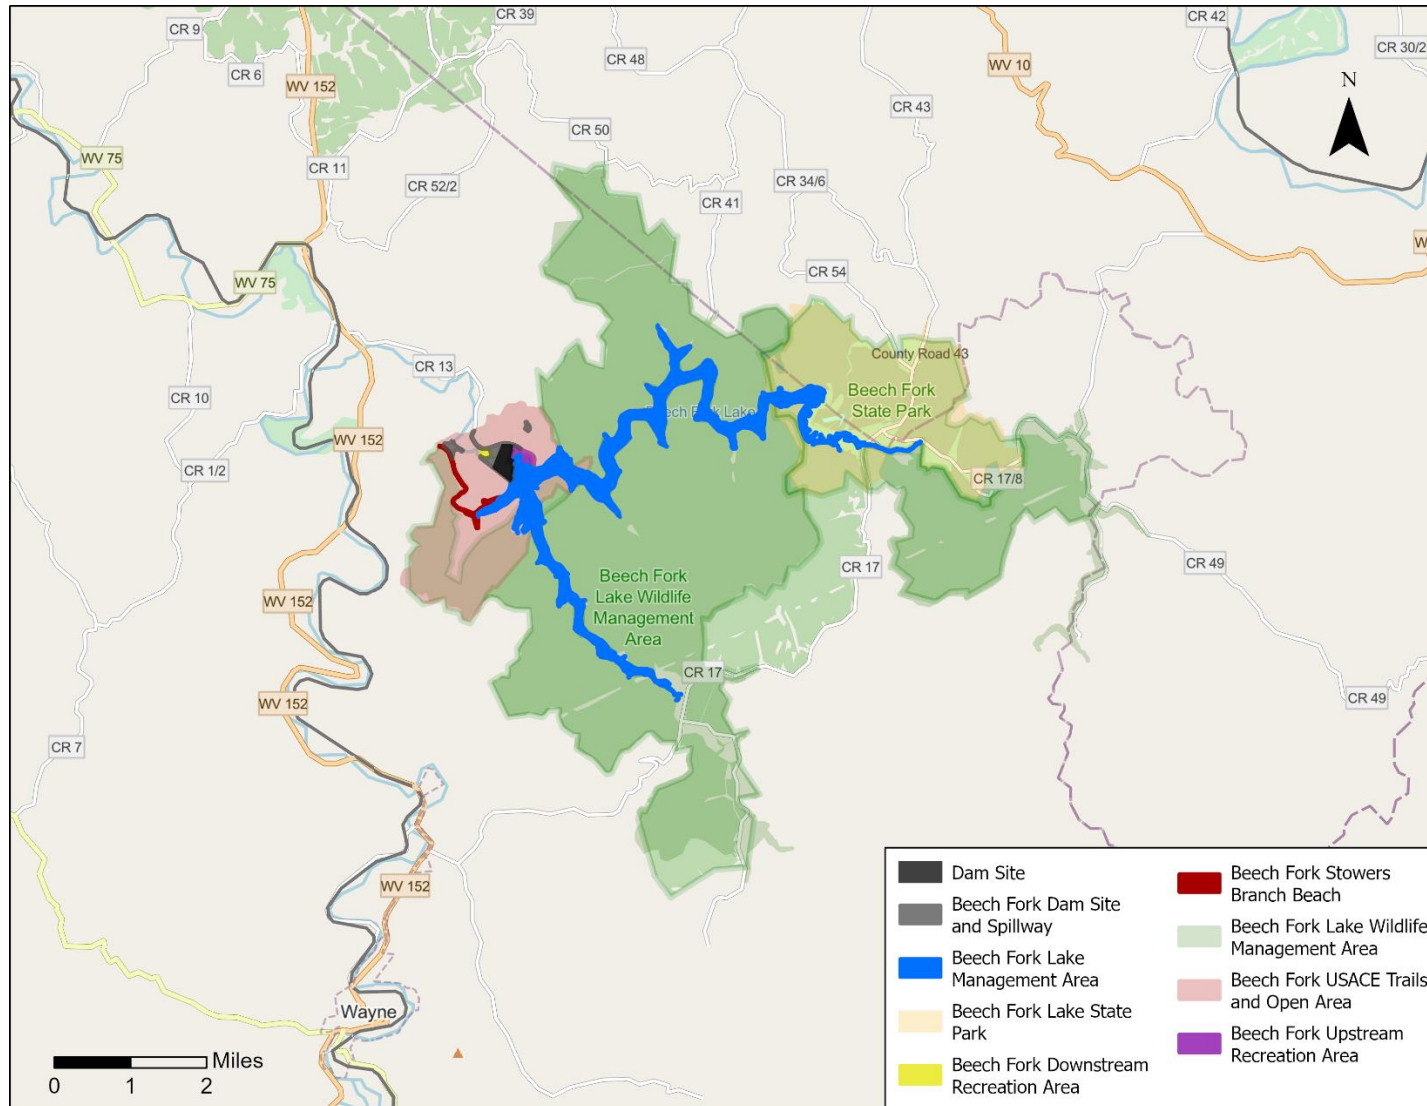 CR 39
CR 42
CR 9
CR 48
CR 30/2
CR 6
WV 10
WV 152
N
CR 43
CR 50
WV 75
CR 11
CR 34/6
CR 52/2
CR 41
CR 54
WV 75
County Road 43
CR 13
Beech Fork
State Park
CR 10
Beech Fork Lake
WV 152
CR 1/2
CR 17/8
CR 49
CR 17
Beech Fork
Lake Wildlife
Management
Area
WV 152
CR 17
CR 49
WV 152
CR 7
WV 152
Wayne
Miles
0 1 2
Dam Site
Beech Fork Dam Site
and Spillway
Beech Fork Lake
Management Area
Beech Fork Lake State
Park
Beech Fork Downstream
Recreation Area
Beech Fork Stowers
Branch Beach
Beech Fork Lake Wildlife
Management Area
Beech Fork USACE Trails
and Open Area
Beech Fork Upstream
Recreation Area